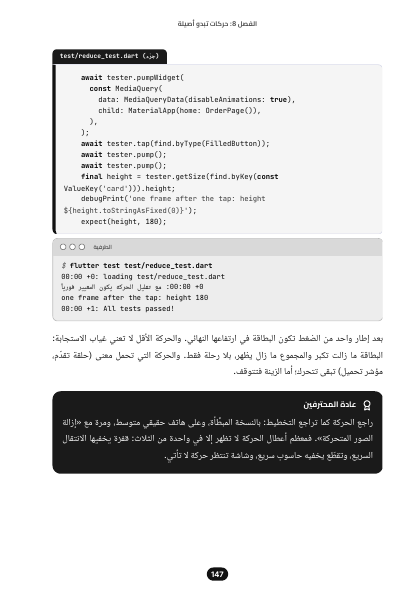 الفصل 8: حركات تبدو أصيلة
test/reduce_test.dart (جزء)
await tester.pumpWidget(
const MediaQuery(
data: MediaQueryData(disableAnimations: true),
child: MaterialApp(home: OrderPage()),
),
);
await tester.tap(find.byType(FilledButton));
await tester.pump();
await tester.pump();
final height = tester.getSize(find.byKey(const
ValueKey('card'))).height;
debugPrint('one frame after the tap: height
${height.toStringAsFixed(0)}');
expect(height, 180);
الطرفية
$ flutter test test/reduce_test.dart
00:00 +0: loading test/reduce_test.dart
00:00 +0: مع تقليل الحركة يكون التغيير فوريًا
one frame after the tap: height 180
00:00 +1: All tests passed!
بعد إطار واحد من الضغط تكون البطاقة في ارتفاعها النهائي. والحركة الأقل لا تعني غياب الاستجابة:
البطاقة ما زالت تكبر والمجموع ما زال يظهر، بلا رحلة فقط. والحركة التي تحمل معنى (حلقة تقدّم،
مؤشر تحميل) تبقى تتحرك؛ أما الزينة فتتوقف.
عادة المحترفين
راجع الحركة كما تراجع التخطيط: بالنسخة المبطّأة، وعلى هاتف حقيقي متوسط، ومرة مع «إزالة
الصور المتحركة». فمعظم أعطال الحركة لا تظهر إلا في واحدة من الثلاث: قفزة يخفيها الانتقال
السريع، وتقطّع يخفيه حاسوب سريع، وشاشة تنتظر حركة لا تأتي.
147